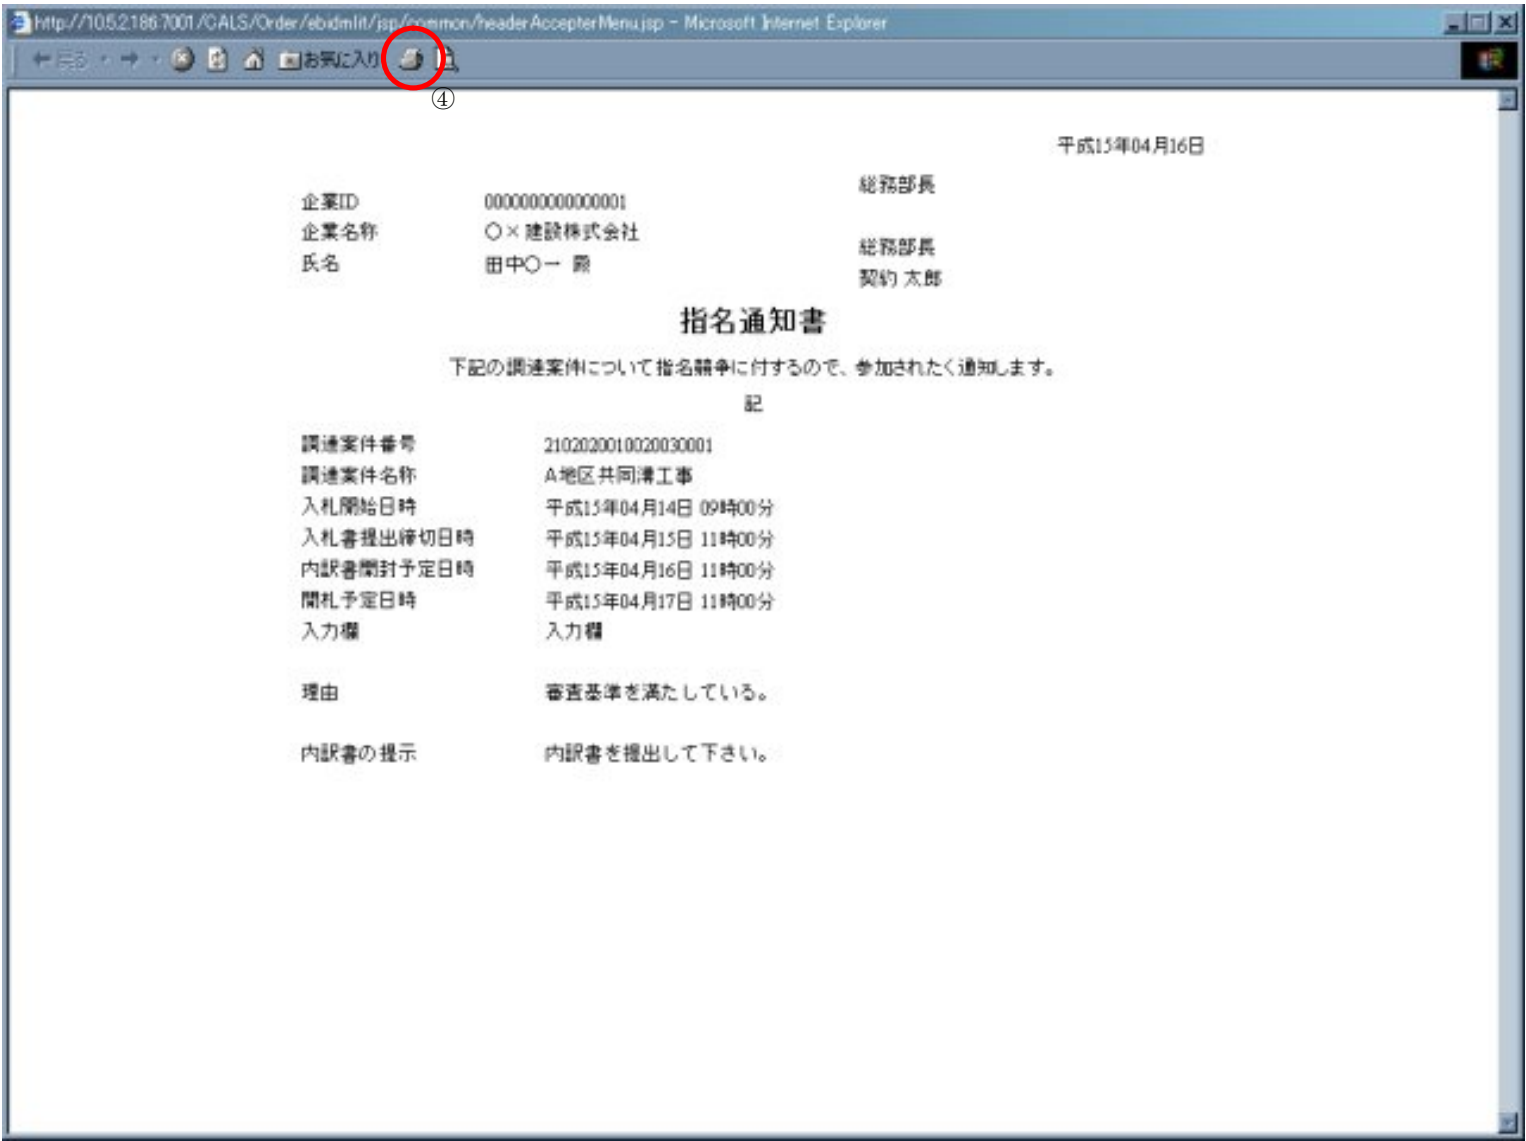 http://10.5.2.186:7001/CALS/Order/ebidmlit/jsp/common/headerAccepterMenu.jsp - Microsoft Internet Explorer
戻る お気に入り
④
平成15年04月16日
総務部長
企業ID 0000000000000001
企業名称 〇×建設株式会社
総務部長
氏名 田中〇一 殿
契約 太郎
指名通知書
下記の調達案件について指名競争に付するので、参加されたく通知します。
記
調達案件番号 2102020010020030001
調達案件名称 A地区共同溝工事
入札開始日時 平成15年04月14日 09時00分
入札書提出締切日時 平成15年04月15日 11時00分
内訳書開封予定日時 平成15年04月16日 11時00分
開札予定日時 平成15年04月17日 11時00分
入力欄 入力欄
理由 審査基準を満たしている。
内訳書の提示 内訳書を提出して下さい。